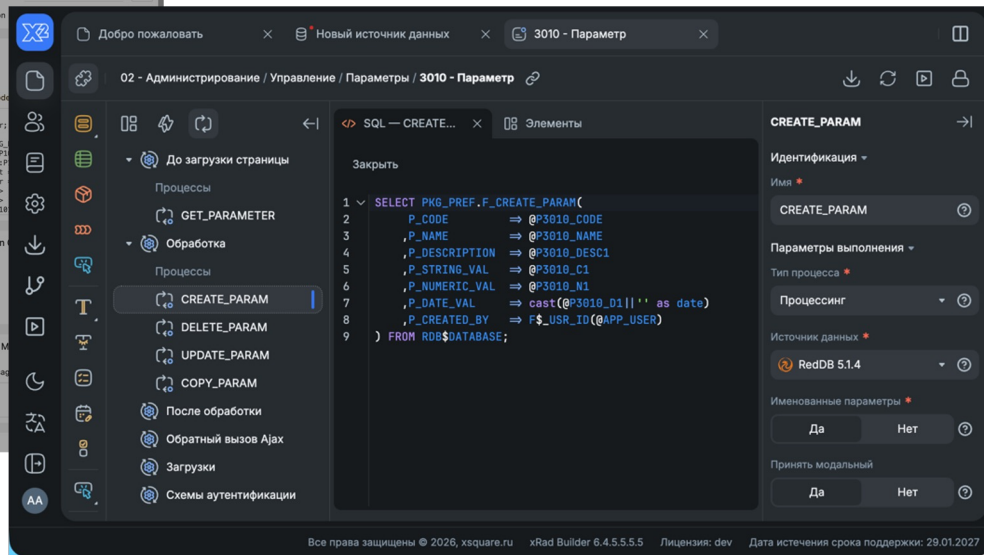 X2
Добро пожаловать
Новый источник данных
3010 - Параметр
02 - Администрирование / Управление / Параметры / 3010 - Параметр
CREATE_PARAM
До загрузки страницы
Процессы
GET_PARAMETER
Обработка
Процессы
CREATE_PARAM
DELETE_PARAM
UPDATE_PARAM
COPY_PARAM
После обработки
Обратный вызов Ajax
Загрузки
Схемы аутентификации
AA
</> SQL — CREATE...
Элементы
Закрыть
1 SELECT PKG_PREF.F_CREATE_PARAM(
2 P_CODE => @P3010_CODE
3 ,P_NAME => @P3010_NAME
4 ,P_DESCRIPTION => @P3010_DESC1
5 ,P_STRING_VAL => @P3010_C1
6 ,P_NUMERIC_VAL => @P3010_N1
7 ,P_DATE_VAL => cast(@P3010_D1||'' as date)
8 ,P_CREATED_BY => F$_USR_ID(@APP_USER)
9 ) FROM RDB$DATABASE;
Идентификация
Имя *
CREATE_PARAM
Параметры выполнения
Тип процесса *
Процессинг
Источник данных *
RedDB 5.1.4
Именованные параметры *
Да Нет
Принять модальный
Да Нет
Все права защищены © 2026, xsquare.ru xRad Builder 6.4.5.5.5.5 Лицензия: dev Дата истечения срока поддержки: 29.01.2027